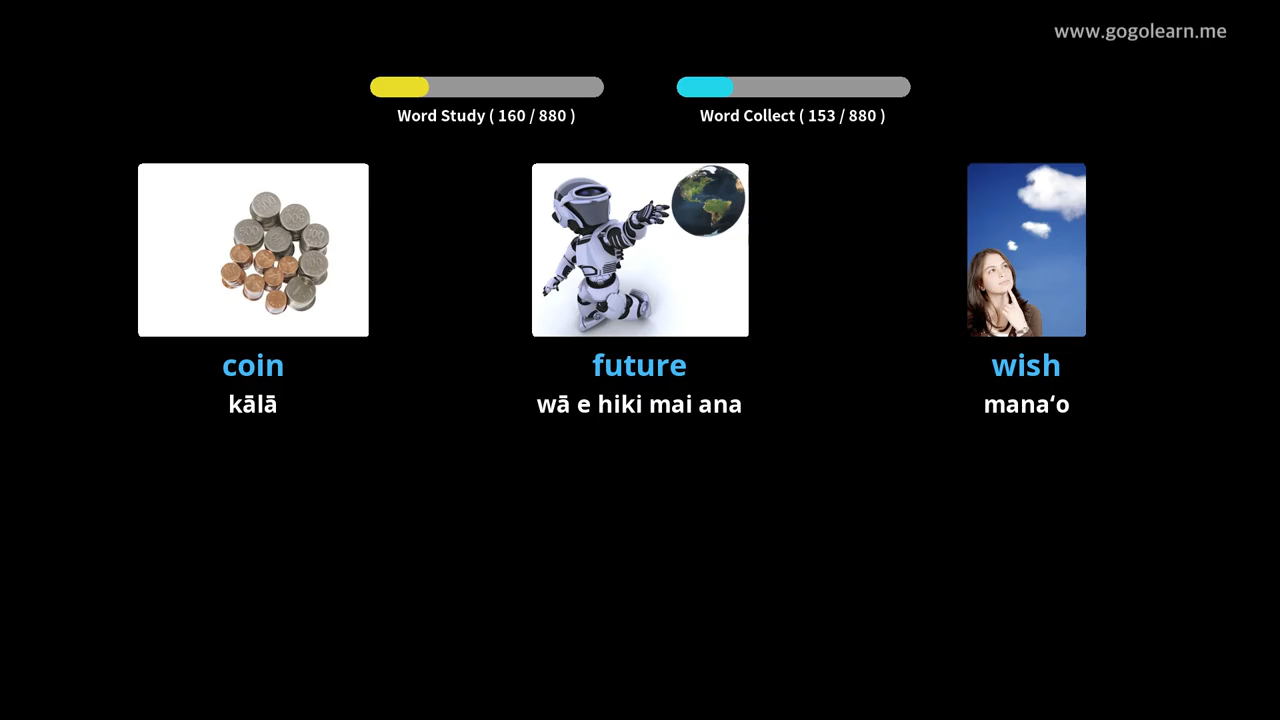 www.gogolearn.me
Word Study ( 160 / 880 )
Word Collect ( 153 / 880 )
coin
kālā
future
wā e hiki mai ana
wish
manaʻo